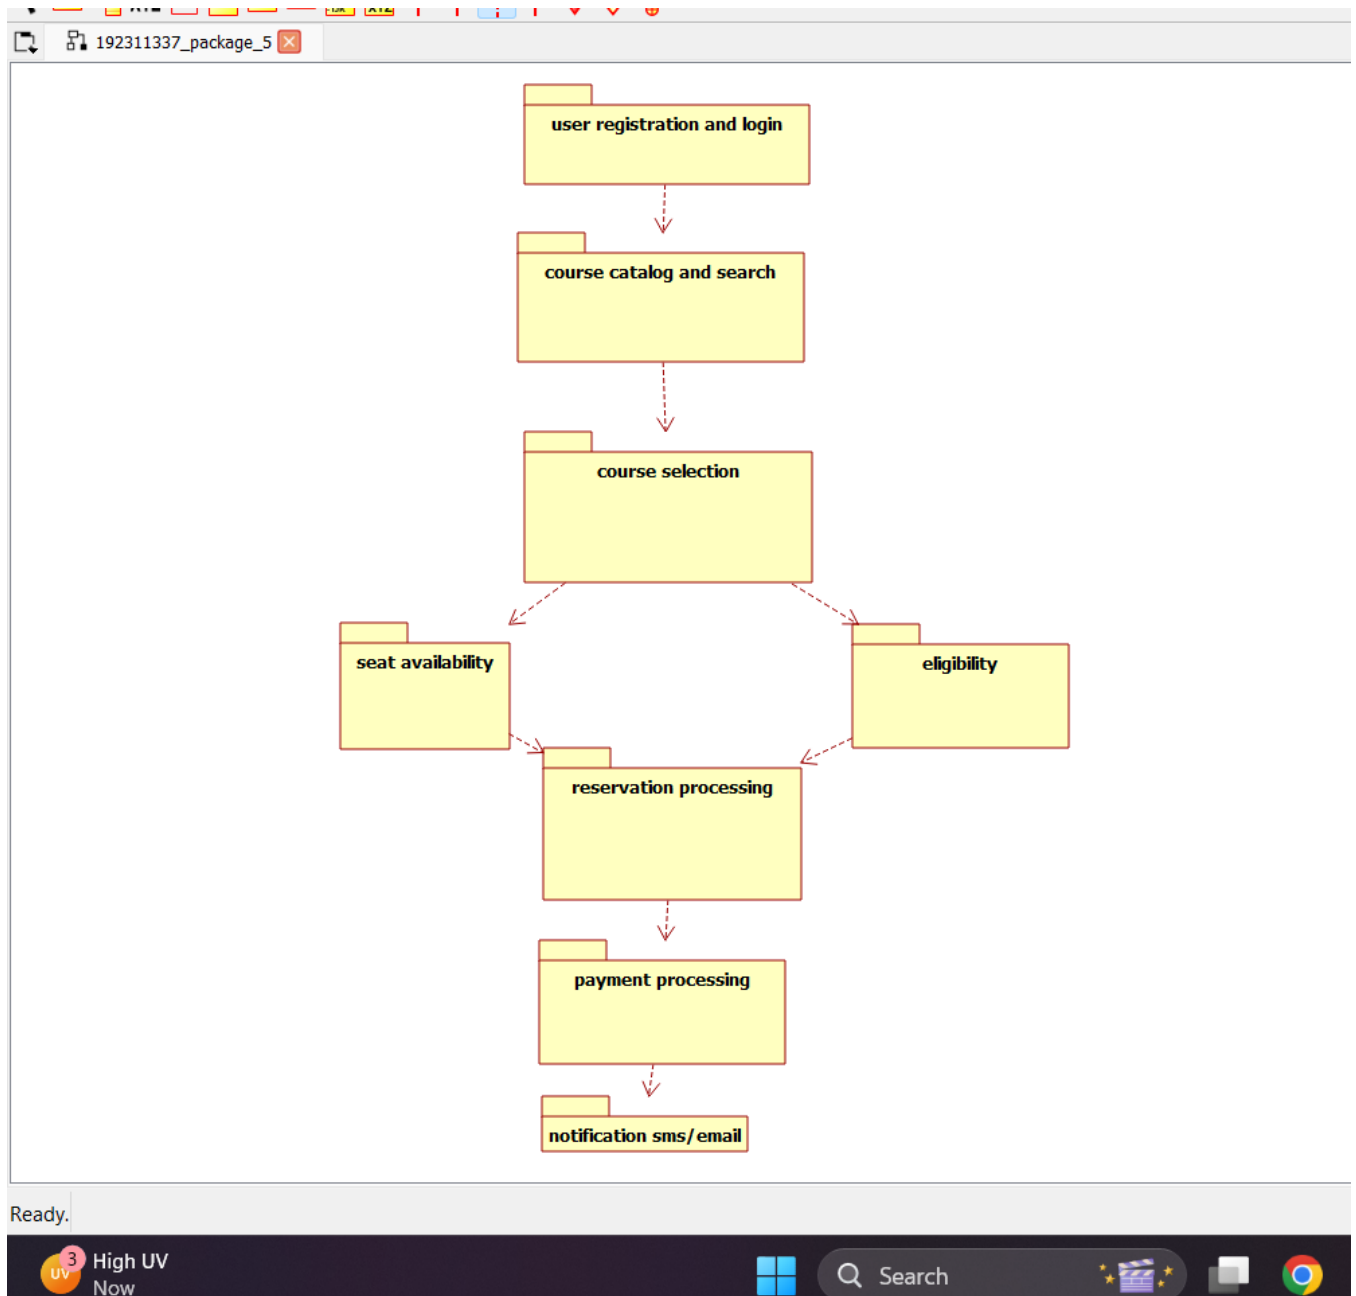 192311337_package_5
user registration and login
course catalog and search
course selection
seat availability
eligibility
reservation processing
payment processing
notification sms/email
Ready.
3
UV
High UV
Now
Search